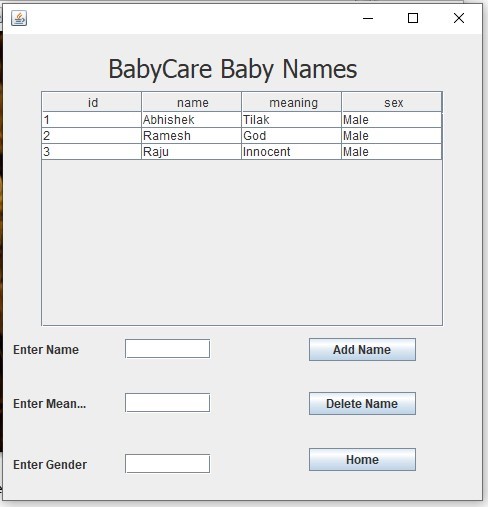 BabyCare Baby Names
id name meaning sex
1 Abhishek Tilak Male
2 Ramesh God Male
3 Raju Innocent Male
Enter Name Add Name
Enter Mean... Delete Name
Enter Gender Home